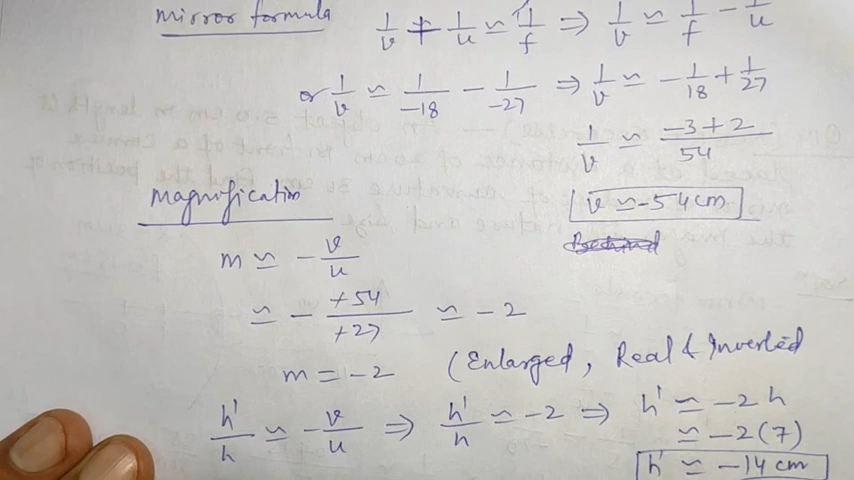 mirror formula
1/v + 1/u ≃ 1/f ⇒ 1/v ≃ 1/f - 1/u
or 1/v ≃ 1/-18 - 1/-27 ⇒ 1/v ≃ -1/18 + 1/27
1/v ≃ -3+2/54
v ≃ -54 cm
Magnification
m ≃ - v/u
≃ - +54/+27 ≃ -2
m = -2 (Enlarged, Real & Inverted
h'/h ≃ - v/u ⇒ h'/h ≃ -2 ⇒ h' ≃ -2 h
≃ -2(7)
h' ≃ -14 cm